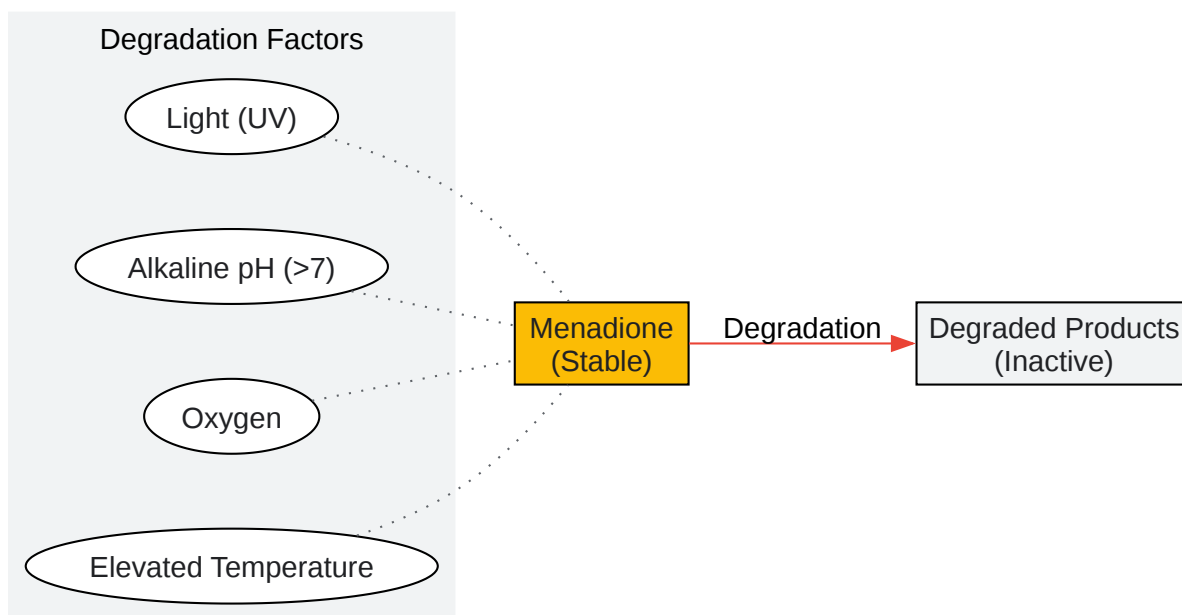 Degradation Factors
Light (UV)
Alkaline pH (>7)
Oxygen
Elevated Temperature
Menadione
(Stable)
Degradation
Degraded Products
(Inactive)